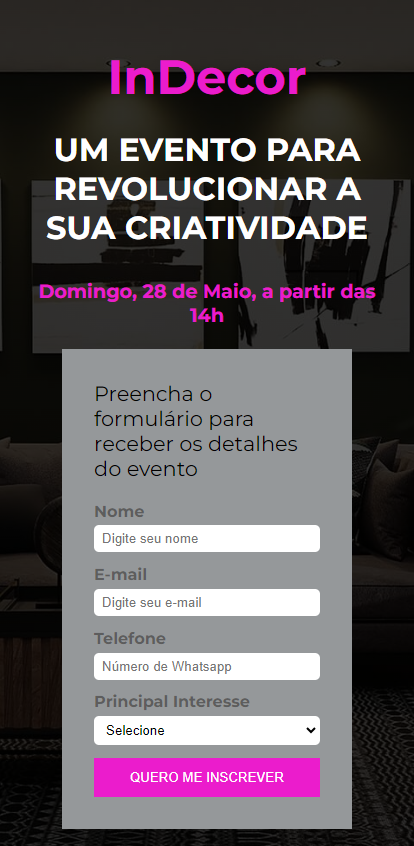 InDecor
UM EVENTO PARA
REVOLUCIONAR A
SUA CRIATIVIDADE
Domingo, 28 de Maio, a partir das
14h
Preencha o
formulário para
receber os detalhes
do evento
Nome
Digite seu nome
E-mail
Digite seu e-mail
Telefone
Número de Whatsapp
Principal Interesse
Selecione
QUERO ME INSCREVER